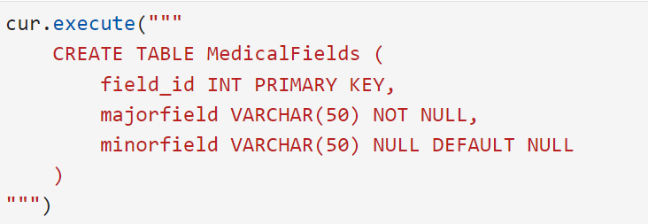 cur.execute("""
    CREATE TABLE MedicalFields (
        field_id INT PRIMARY KEY,
        majorfield VARCHAR(50) NOT NULL,
        minorfield VARCHAR(50) NULL DEFAULT NULL
    )
""")